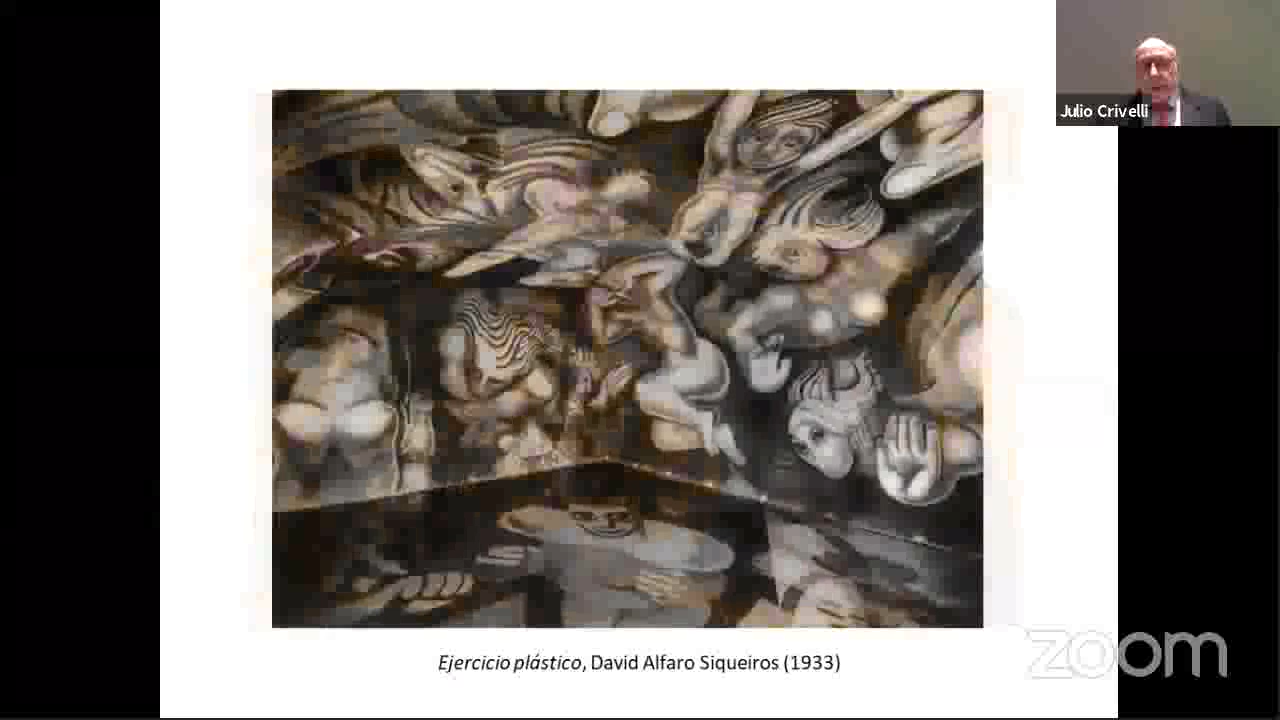 Julio Crivelli
Ejercicio plástico, David Alfaro Siqueiros (1933)
zoom